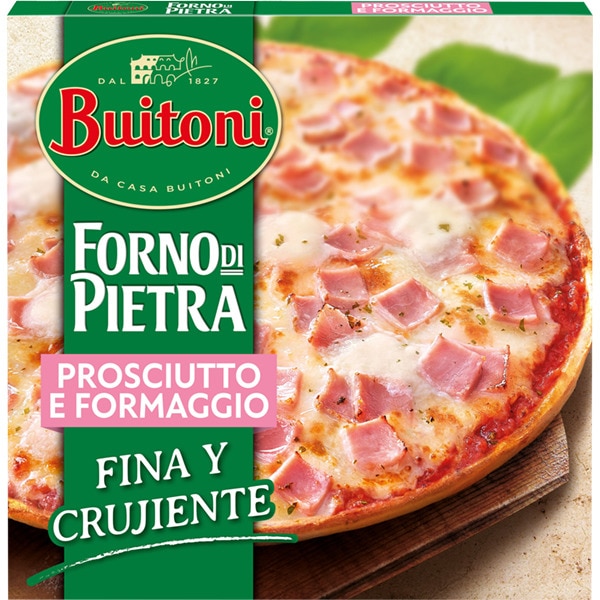 Buitoni
FORNO DI
PIETRA
PROSCIUTTO
E FORMAGGIO
DAL 1827
Buitoni®
DA CASA BUITONI
FORNO DI
PIETRA
PROSCIUTTO
E FORMAGGIO
FINA Y
CRUJIENTE